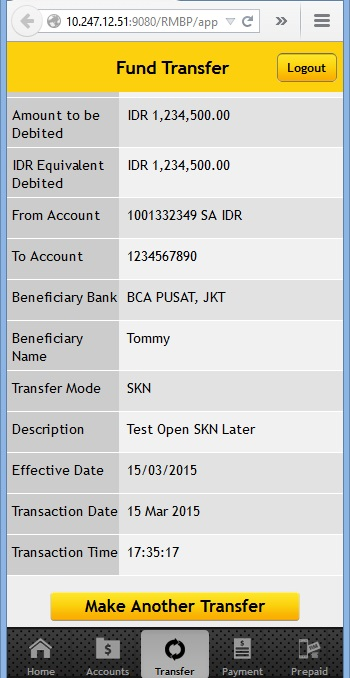 10.247.12.51:9080/RMBP/app
Fund Transfer
Logout
Amount to be Debited
IDR 1,234,500.00
IDR Equivalent Debited
IDR 1,234,500.00
From Account
1001332349 SA IDR
To Account
1234567890
Beneficiary Bank
BCA PUSAT, JKT
Beneficiary Name
Tommy
Transfer Mode
SKN
Description
Test Open SKN Later
Effective Date
15/03/2015
Transaction Date
15 Mar 2015
Transaction Time
17:35:17
Make Another Transfer
Home
Accounts
Transfer
Payment
Prepaid